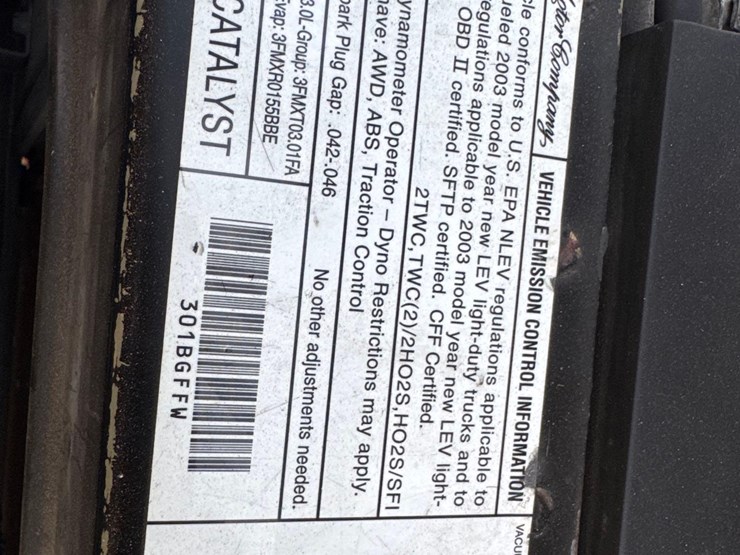 Company
VEHICLE EMISSION CONTROL INFORMATION
VACU
cle conforms to U.S. EPA NLEV regulations applicable to
ueled 2003 model year new LEV light-duty trucks and to
egulations applicable to 2003 model year new LEV light-
OBD II certified. SFTP certified. CFF Certified.
2TWC,TWC(2)/2HO2S,HO2S/SFI
ynamometer Operator – Dyno Restrictions may apply.
ave: AWD, ABS, Traction Control
park Plug Gap: .042-.046
No other adjustments needed.
3.0L-Group: 3FMXT03.01FA
Evap: 3FMXR0155BBE
CATALYST
301BGFFW